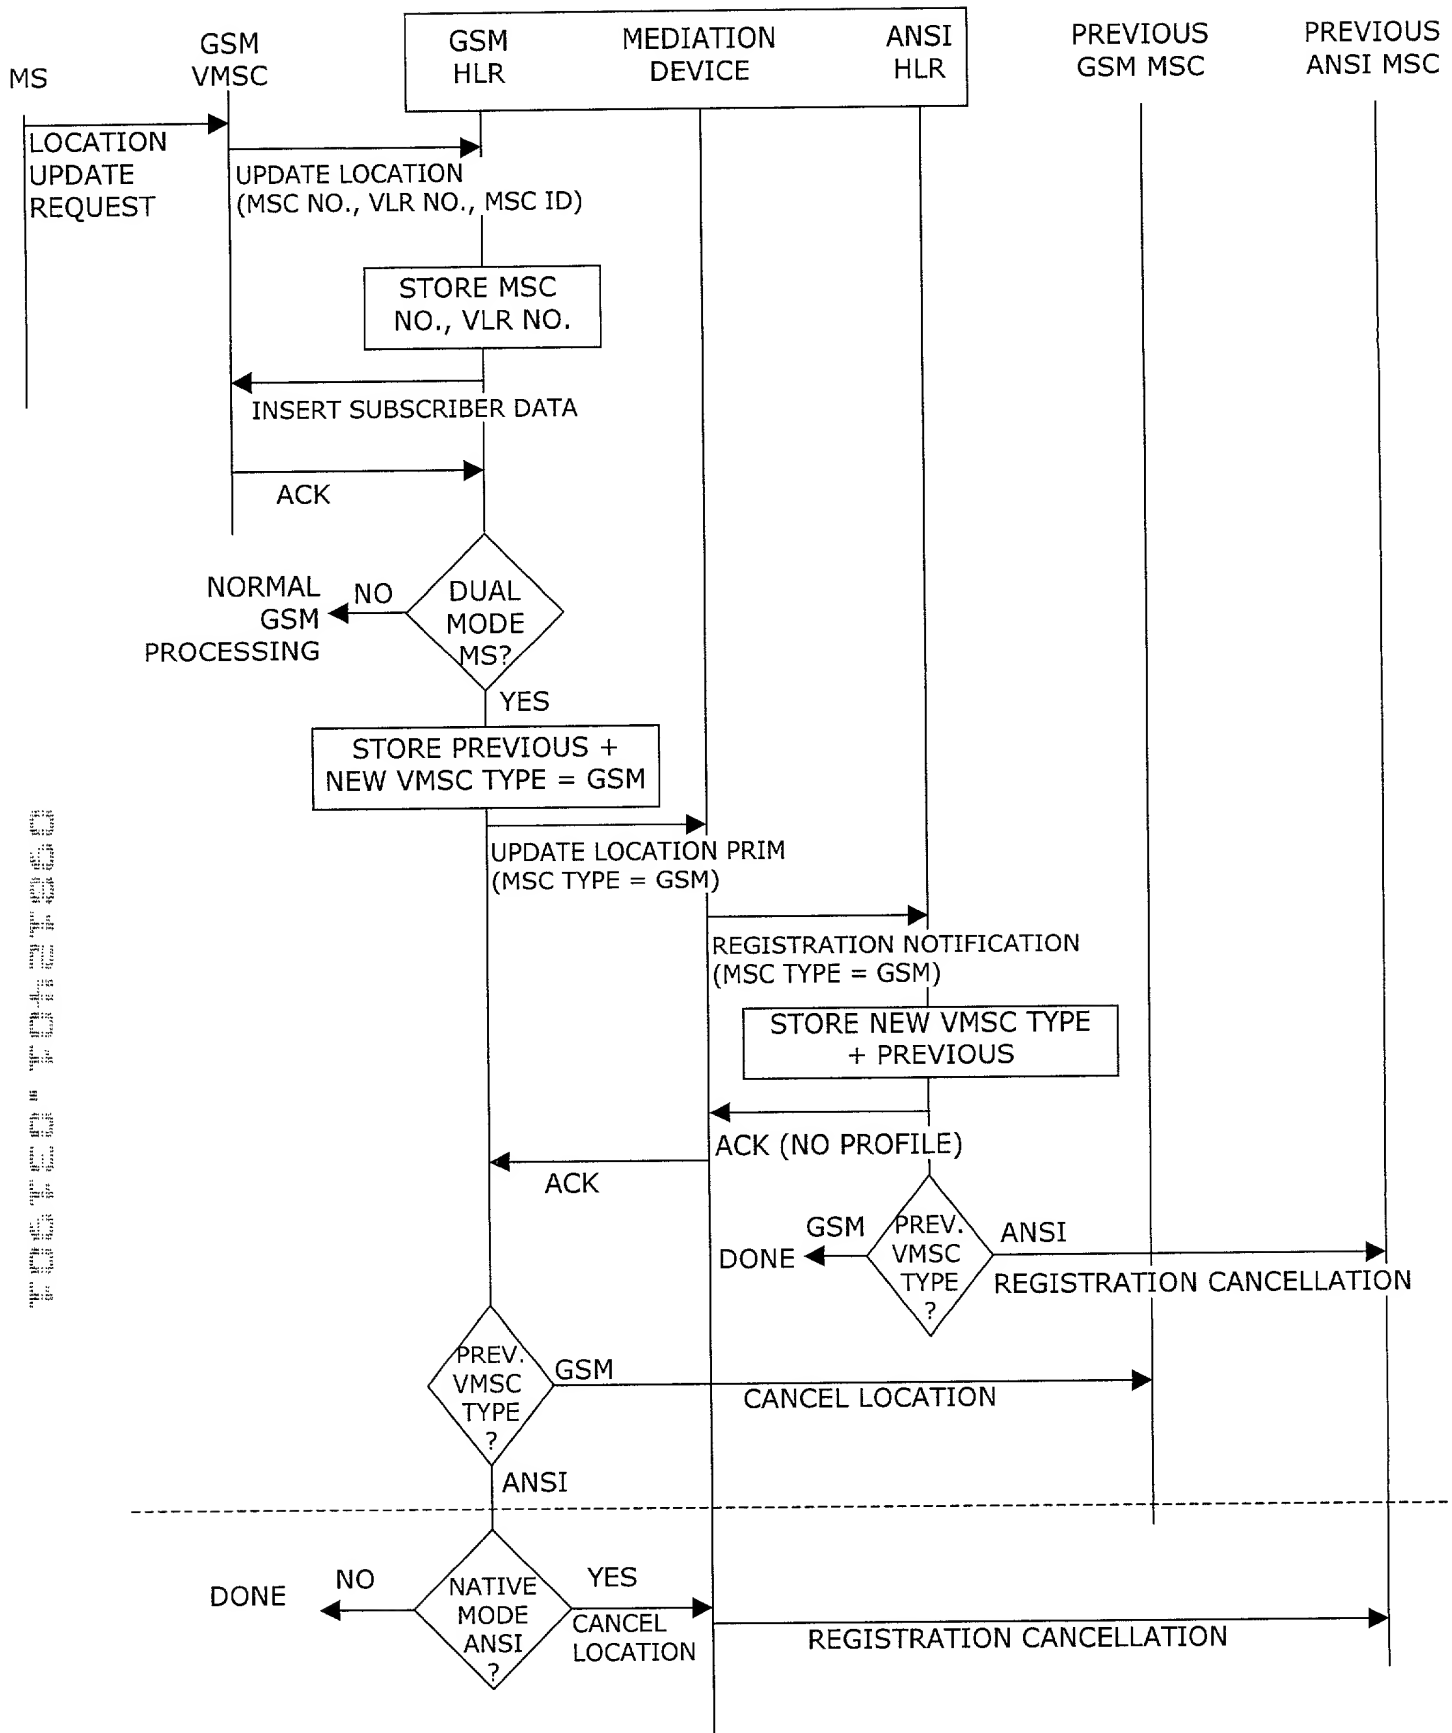 MS
GSM
VMSC
GSM
HLR
MEDIATION
DEVICE
ANSI
HLR
PREVIOUS
GSM MSC
PREVIOUS
ANSI MSC
LOCATION
UPDATE
REQUEST
UPDATE LOCATION
(MSC NO., VLR NO., MSC ID)
STORE MSC
NO., VLR NO.
INSERT SUBSCRIBER DATA
ACK
DUAL
MODE
MS?
NO
NORMAL
GSM
PROCESSING
YES
STORE PREVIOUS +
NEW VMSC TYPE = GSM
UPDATE LOCATION PRIM
(MSC TYPE = GSM)
REGISTRATION NOTIFICATION
(MSC TYPE = GSM)
STORE NEW VMSC TYPE
+ PREVIOUS
ACK (NO PROFILE)
ACK
PREV.
VMSC
TYPE
?
GSM
DONE
ANSI
REGISTRATION CANCELLATION
PREV.
VMSC
TYPE
?
GSM
CANCEL LOCATION
ANSI
NATIVE
MODE
ANSI
?
NO
DONE
YES
CANCEL
LOCATION
REGISTRATION CANCELLATION